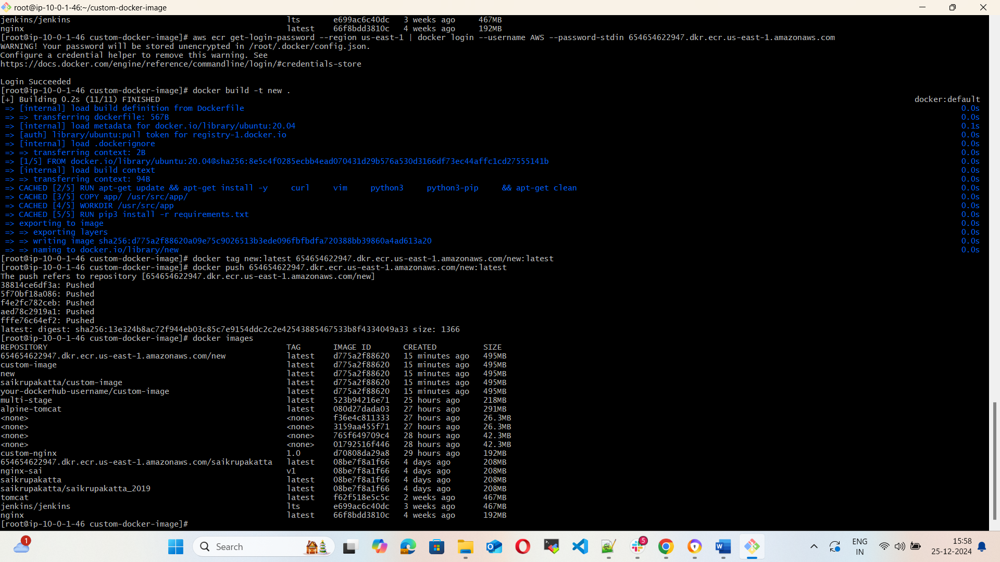 root@ip-10-0-1-46:~/custom-docker-image
jenkins/jenkins lts e699ac6c40dc 3 weeks ago 467MB
nginx latest 66f8bdd3810c 4 weeks ago 192MB
[root@ip-10-0-1-46 custom-docker-image]# aws ecr get-login-password --region us-east-1 | docker login --username AWS --password-stdin 654654622947.dkr.ecr.us-east-1.amazonaws.com
WARNING! Your password will be stored unencrypted in /root/.docker/config.json.
Configure a credential helper to remove this warning. See
https://docs.docker.com/engine/reference/commandline/login/#credentials-store
Login Succeeded
[root@ip-10-0-1-46 custom-docker-image]# docker build -t new .
[+] Building 0.2s (11/11) FINISHED docker:default
=> [internal] load build definition from Dockerfile 0.0s
=> => transferring dockerfile: 567B 0.0s
=> [internal] load metadata for docker.io/library/ubuntu:20.04 0.1s
=> [auth] library/ubuntu:pull token for registry-1.docker.io 0.0s
=> [internal] load .dockerignore 0.0s
=> => transferring context: 2B 0.0s
=> [1/5] FROM docker.io/library/ubuntu:20.04@sha256:8e5c4f0285ecbb4ead070431d29b576a530d3166df73ec44affc1cd27555141b 0.0s
=> [internal] load build context 0.0s
=> => transferring context: 94B 0.0s
=> CACHED [2/5] RUN apt-get update && apt-get install -y curl vim python3 python3-pip && apt-get clean 0.0s
=> CACHED [3/5] COPY app/ /usr/src/app/ 0.0s
=> CACHED [4/5] WORKDIR /usr/src/app 0.0s
=> CACHED [5/5] RUN pip3 install -r requirements.txt 0.0s
=> exporting to image 0.0s
=> => exporting layers 0.0s
=> => writing image sha256:d775a2f88620a09e75c9026513b3ede096fbfbdfa720388bb39860a4ad613a20 0.0s
=> => naming to docker.io/library/new 0.0s
[root@ip-10-0-1-46 custom-docker-image]# docker tag new:latest 654654622947.dkr.ecr.us-east-1.amazonaws.com/new:latest
[root@ip-10-0-1-46 custom-docker-image]# docker push 654654622947.dkr.ecr.us-east-1.amazonaws.com/new:latest
The push refers to repository [654654622947.dkr.ecr.us-east-1.amazonaws.com/new]
38814ce6df3a: Pushed
5f70bf18a086: Pushed
f4e2fc782ceb: Pushed
aed78c2919a1: Pushed
fffe76c64ef2: Pushed
latest: digest: sha256:13e324b8ac72f944eb03c85c7e9154ddc2c2e42543885467533b8f4334049a33 size: 1366
[root@ip-10-0-1-46 custom-docker-image]# docker images
REPOSITORY TAG IMAGE ID CREATED SIZE
654654622947.dkr.ecr.us-east-1.amazonaws.com/new latest d775a2f88620 15 minutes ago 495MB
custom-image latest d775a2f88620 15 minutes ago 495MB
new latest d775a2f88620 15 minutes ago 495MB
saikrupakatta/custom-image latest d775a2f88620 15 minutes ago 495MB
your-dockerhub-username/custom-image latest d775a2f88620 15 minutes ago 495MB
multi-stage latest 523b94216e71 25 hours ago 218MB
alpine-tomcat latest 080d27dada03 27 hours ago 291MB
<none> <none> f36e4c811333 27 hours ago 26.3MB
<none> <none> 3159aa455f71 27 hours ago 26.3MB
<none> <none> 765f649709c4 28 hours ago 42.3MB
<none> <none> 01792516f446 28 hours ago 42.3MB
custom-nginx 1.0 d70808da29a8 29 hours ago 192MB
654654622947.dkr.ecr.us-east-1.amazonaws.com/saikrupakatta latest 08be7f8a1f66 4 days ago 208MB
nginx-sai v1 08be7f8a1f66 4 days ago 208MB
saikrupakatta latest 08be7f8a1f66 4 days ago 208MB
saikrupakatta/saikrupakatta_2019 latest 08be7f8a1f66 4 days ago 208MB
tomcat latest f62f518e5c5c 2 weeks ago 467MB
jenkins/jenkins lts e699ac6c40dc 3 weeks ago 467MB
nginx latest 66f8bdd3810c 4 weeks ago 192MB
[root@ip-10-0-1-46 custom-docker-image]#
1
Search
5
ENG
IN
15:58
25-12-2024